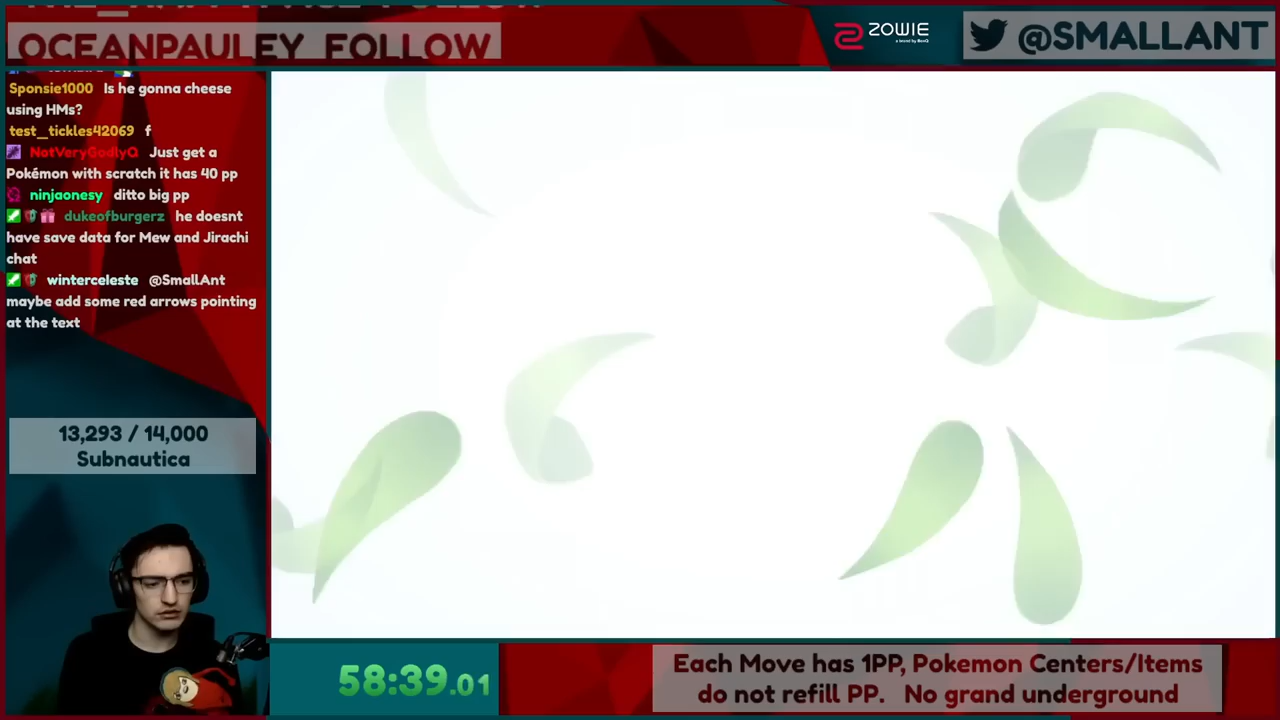 OCEANPAULEY FOLLOW
ZOWIE
@SMALLANT
Sponsie1000 Is he gonna cheese
using HMs?
test_tickles42069 f
NotVeryGodlyQ Just get a
Pokémon with scratch it has 40 pp
ninjaonesy ditto big pp
dukeofburgerz he doesnt
have save data for Mew and Jirachi
chat
winterceleste @SmallAnt
maybe add some red arrows pointing
at the text
13,293 / 14,000
Subnautica
58:39.01
Each Move has 1PP, Pokemon Centers/Items
do not refill PP. No grand underground